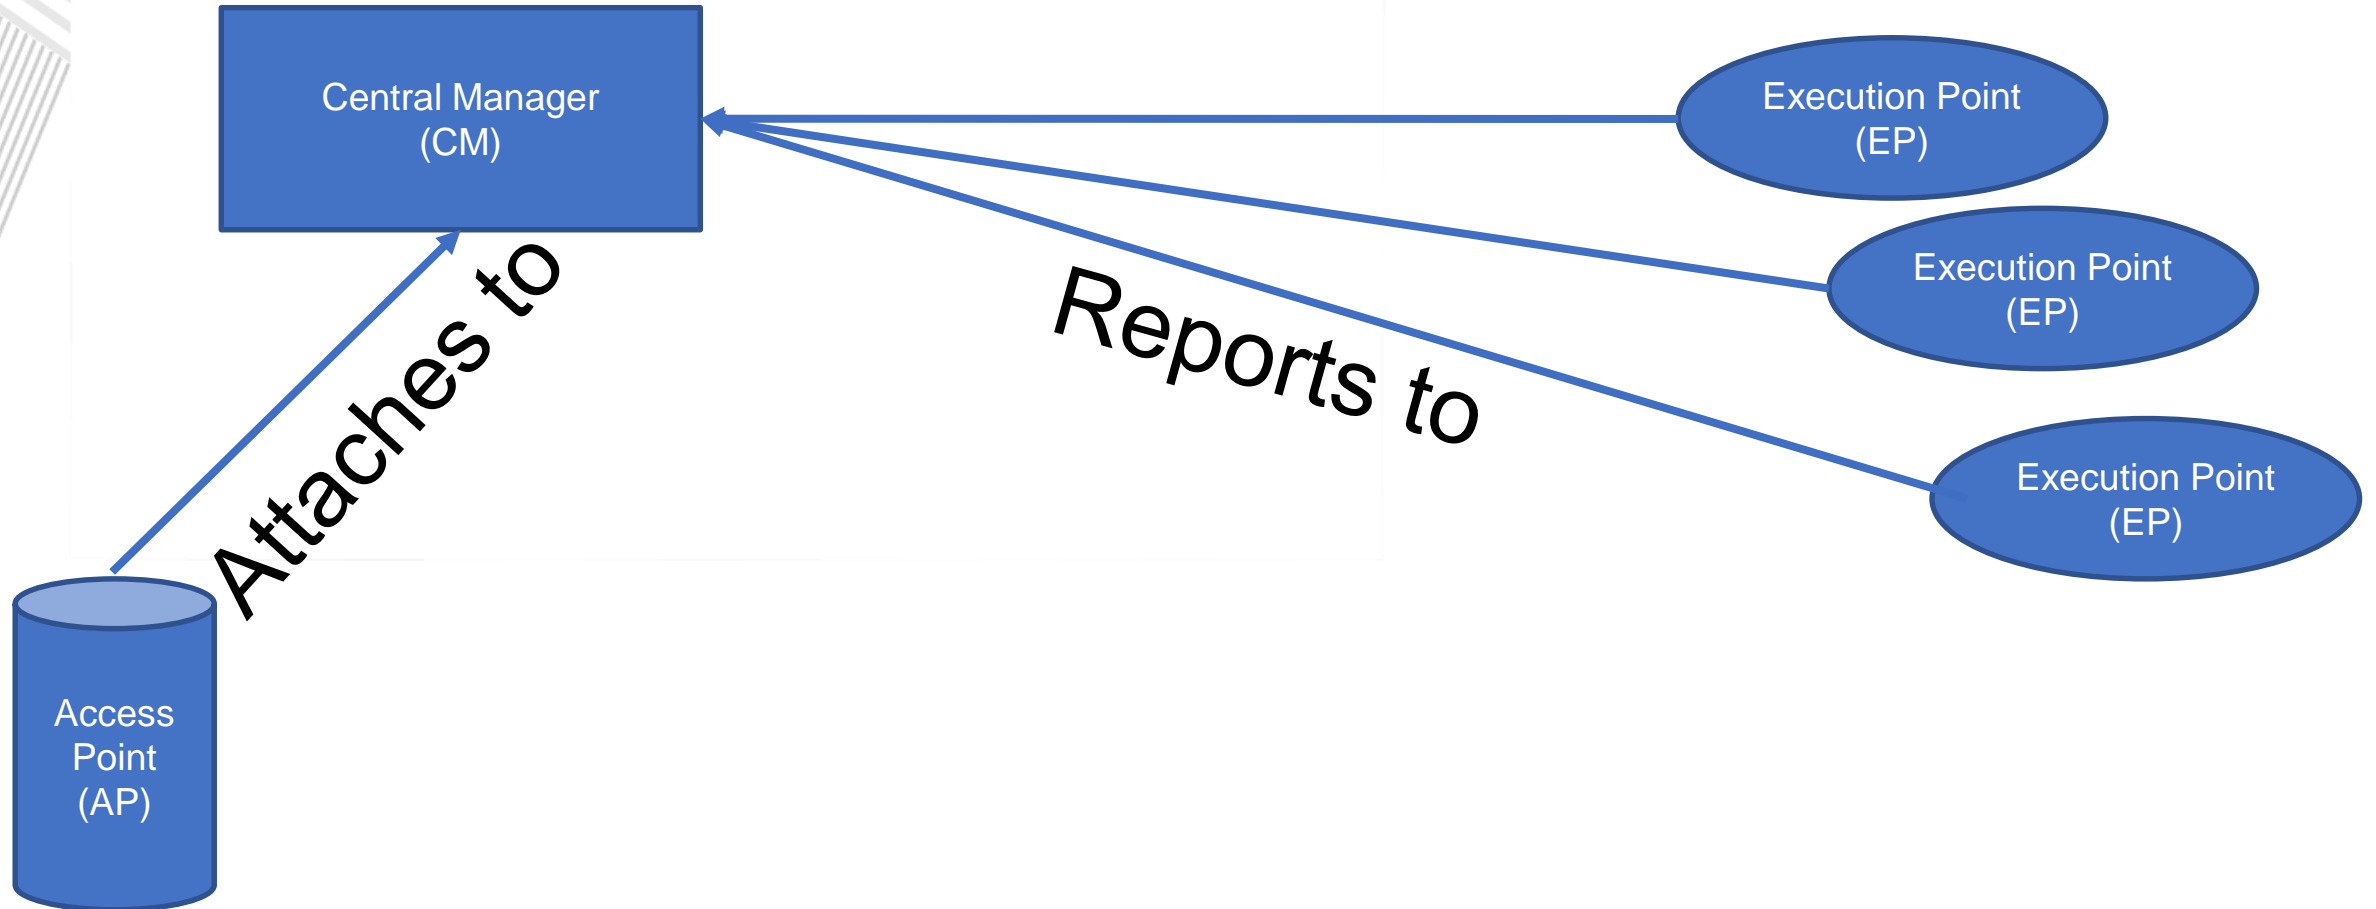 Central Manager
(CM)
Execution Point
(EP)
Execution Point
(EP)
Reports to
Attaches to
Execution Point
(EP)
Access
Point
(AP)